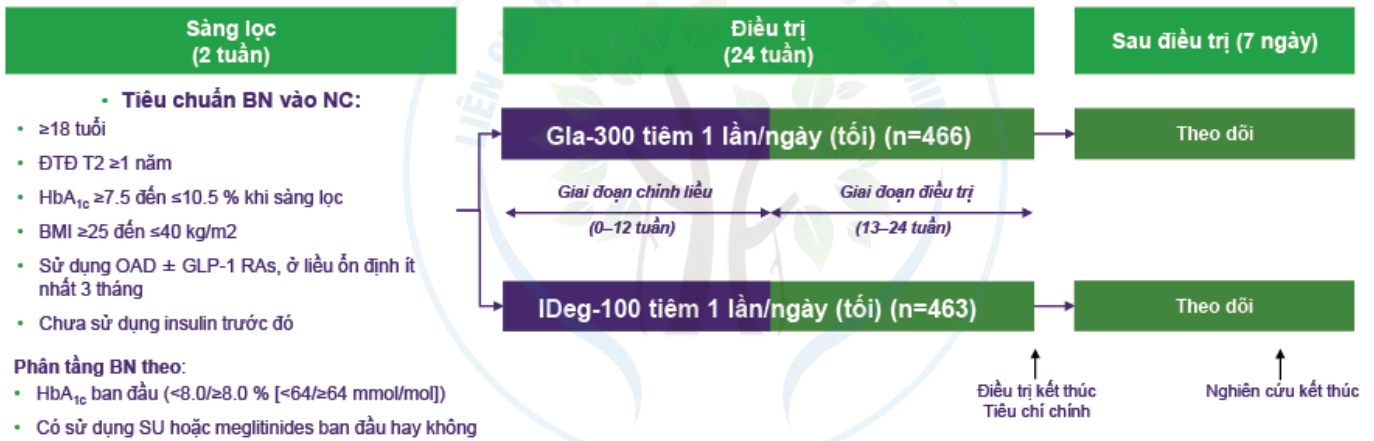 Sàng lọc
(2 tuần)
Điều trị
(24 tuần)
Sau điều trị (7 ngày)
• Tiêu chuẩn BN vào NC:
• ≥18 tuổi
• ĐTĐ T2 ≥1 năm
• HbA1c ≥7.5 đến ≤10.5 % khi sàng lọc
• BMI ≥25 đến ≤40 kg/m2
• Sử dụng OAD ± GLP-1 RAs, ở liều ổn định ít
nhất 3 tháng
• Chưa sử dụng insulin trước đó
Phân tầng BN theo:
• HbA1c ban đầu (<8.0/≥8.0 % [<64/≥64 mmol/mol])
• Có sử dụng SU hoặc meglitinides ban đầu hay không
Gla-300 tiêm 1 lần/ngày (tối) (n=466)
Giai đoạn chỉnh liều
(0–12 tuần)
Giai đoạn điều trị
(13–24 tuần)
IDeg-100 tiêm 1 lần/ngày (tối) (n=463)
Theo dõi
Theo dõi
Điều trị kết thúc
Tiêu chí chính
Nghiên cứu kết thúc